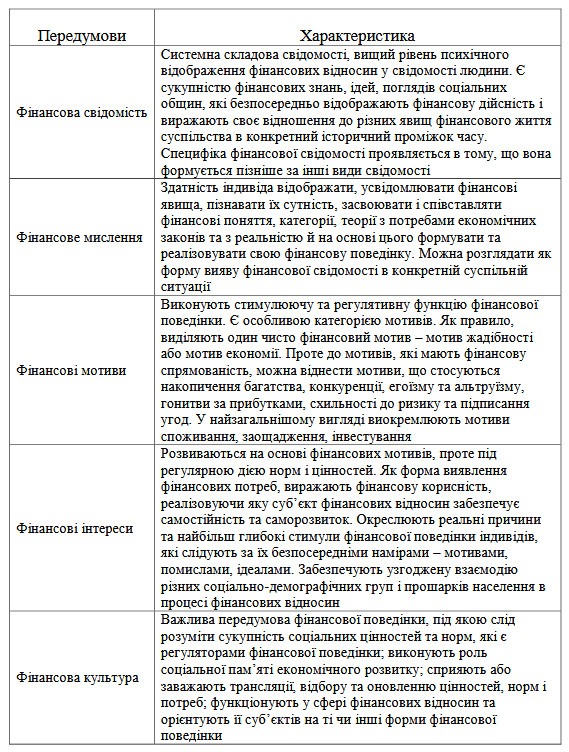 Передумови
Характеристика
Фінансова свідомість
Системна складова свідомості, вищий рівень психічного
відображення фінансових відносин у свідомості людини. Є
сукупністю фінансових знань, ідей, поглядів соціальних
общин, які безпосередньо відображають фінансову дійсність і
виражають своє відношення до різних явищ фінансового життя
суспільства в конкретний історичний проміжок часу.
Специфіка фінансової свідомості проявляється в тому, що вона
формується пізніше за інші види свідомості
Фінансове мислення
Здатність індивіда відображати, усвідомлювати фінансові
явища, пізнавати їх сутність, засвоювати і співставляти
фінансові поняття, категорії, теорії з потребами економічних
законів та з реальністю й на основі цього формувати та
реалізовувати свою фінансову поведінку. Можна розглядати як
форму вияву фінансової свідомості в конкретній суспільній
ситуації
Фінансові мотиви
Виконують стимулюючу та регулятивну функцію фінансової
поведінки. Є особливою категорією мотивів. Як правило,
виділяють один чисто фінансовий мотив – мотив жадібності
або мотив економії. Проте до мотивів, які мають фінансову
спрямованість, можна віднести мотиви, що стосуються
накопичення багатства, конкуренції, егоїзму та альтруїзму,
гонитви за прибутками, схильності до ризику та підписання
угод. У найзагальнішому вигляді виокремлюють мотиви
споживання, заощадження, інвестування
Фінансові інтереси
Розвиваються на основі фінансових мотивів, проте під
регулярною дією норм і цінностей. Як форма виявлення
фінансових потреб, виражають фінансову корисність,
реалізовуючи яку суб’єкт фінансових відносин забезпечує
самостійність та саморозвиток. Окреслюють реальні причини
та найбільш глибокі стимули фінансової поведінки індивідів,
які слідують за їх безпосередніми намірами – мотивами,
помислами, ідеалами. Забезпечують узгоджену взаємодію
різних соціально-демографічних груп і прошарків населення в
процесі фінансових відносин
Фінансова культура
Важлива передумова фінансової поведінки, під якою слід
розуміти сукупність соціальних цінностей та норм, які є
регуляторами фінансової поведінки; виконують роль
соціальної пам’яті економічного розвитку; сприяють або
заважають трансляції, відбору та оновленню цінностей, норм і
потреб; функціонують у сфері фінансових відносин та
орієнтують її суб’єктів на ті чи інші форми фінансової
поведінки